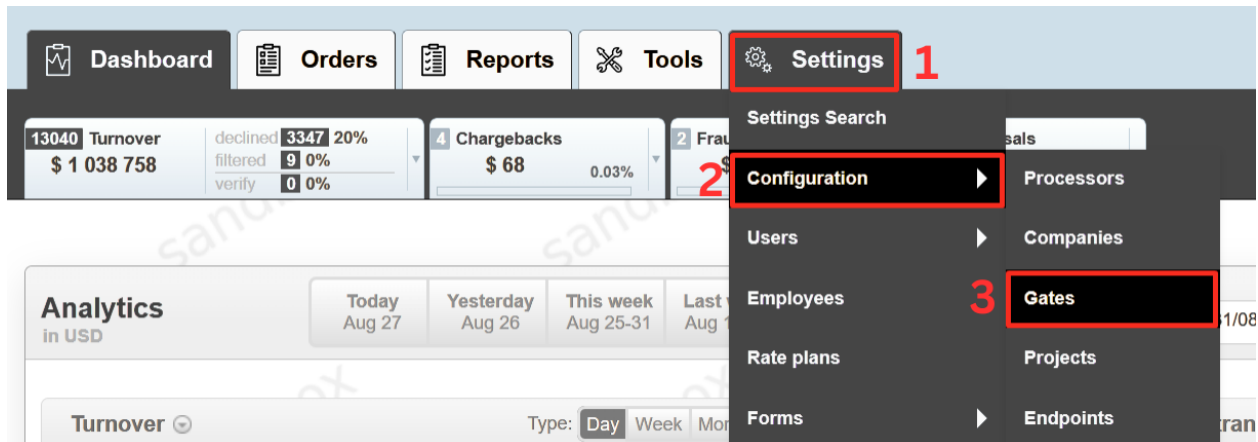 Dashboard
Orders
Reports
Tools
Settings
1
13040 Turnover
$ 1 038 758
declined 3347 20%
filtered 9 0%
verify 0 0%
4 Chargebacks
$ 68
0.03%
2
Settings Search
2
Configuration
Users
Employees
Rate plans
Forms
Processors
Companies
3
Gates
Projects
Endpoints
Analytics
in USD
Today
Aug 27
Yesterday
Aug 26
This week
Aug 25-31
Last
Aug
Turnover
Type: Day Week
sandbox